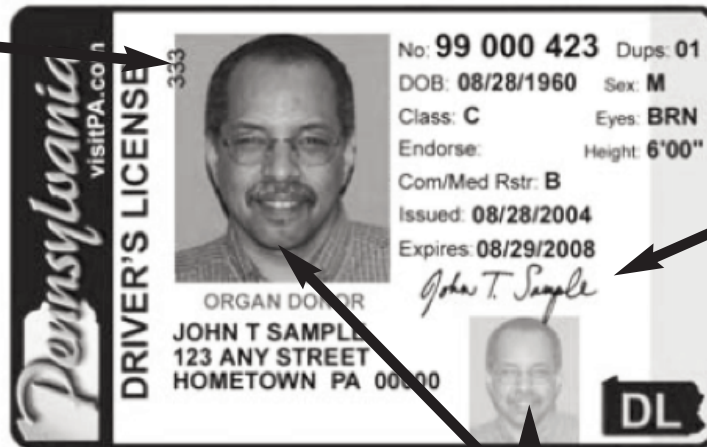 Pennsylvania
visitPA.com
DRIVER'S LICENSE
333
No: 99 000 423 Dups: 01
DOB: 08/28/1960 Sex: M
Class: C Eyes: BRN
Endorse: Height: 6'00"
Com/Med Rstr: B
Issued: 08/28/2004
Expires: 08/29/2008
John T. Sample
ORGAN DONOR
JOHN T SAMPLE
123 ANY STREET
HOMETOWN PA 00000
DL